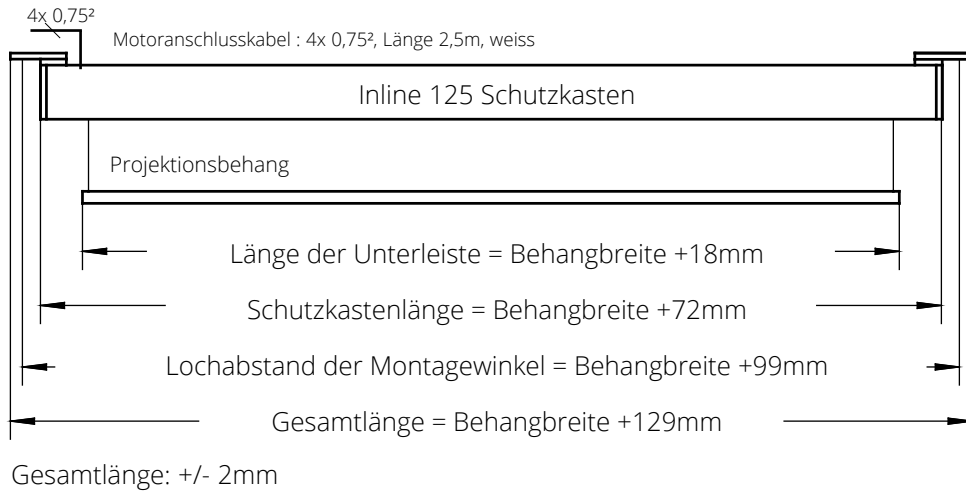 4x 0,75²
Motoranschlusskabel : 4x 0,75², Länge 2,5m, weiss
Inline 125 Schutzkasten
Projektionsbehang
Länge der Unterleiste = Behangbreite +18mm
Schutzkastenlänge = Behangbreite +72mm
Lochabstand der Montagewinkel = Behangbreite +99mm
Gesamtlänge = Behangbreite +129mm
Gesamtlänge: +/- 2mm